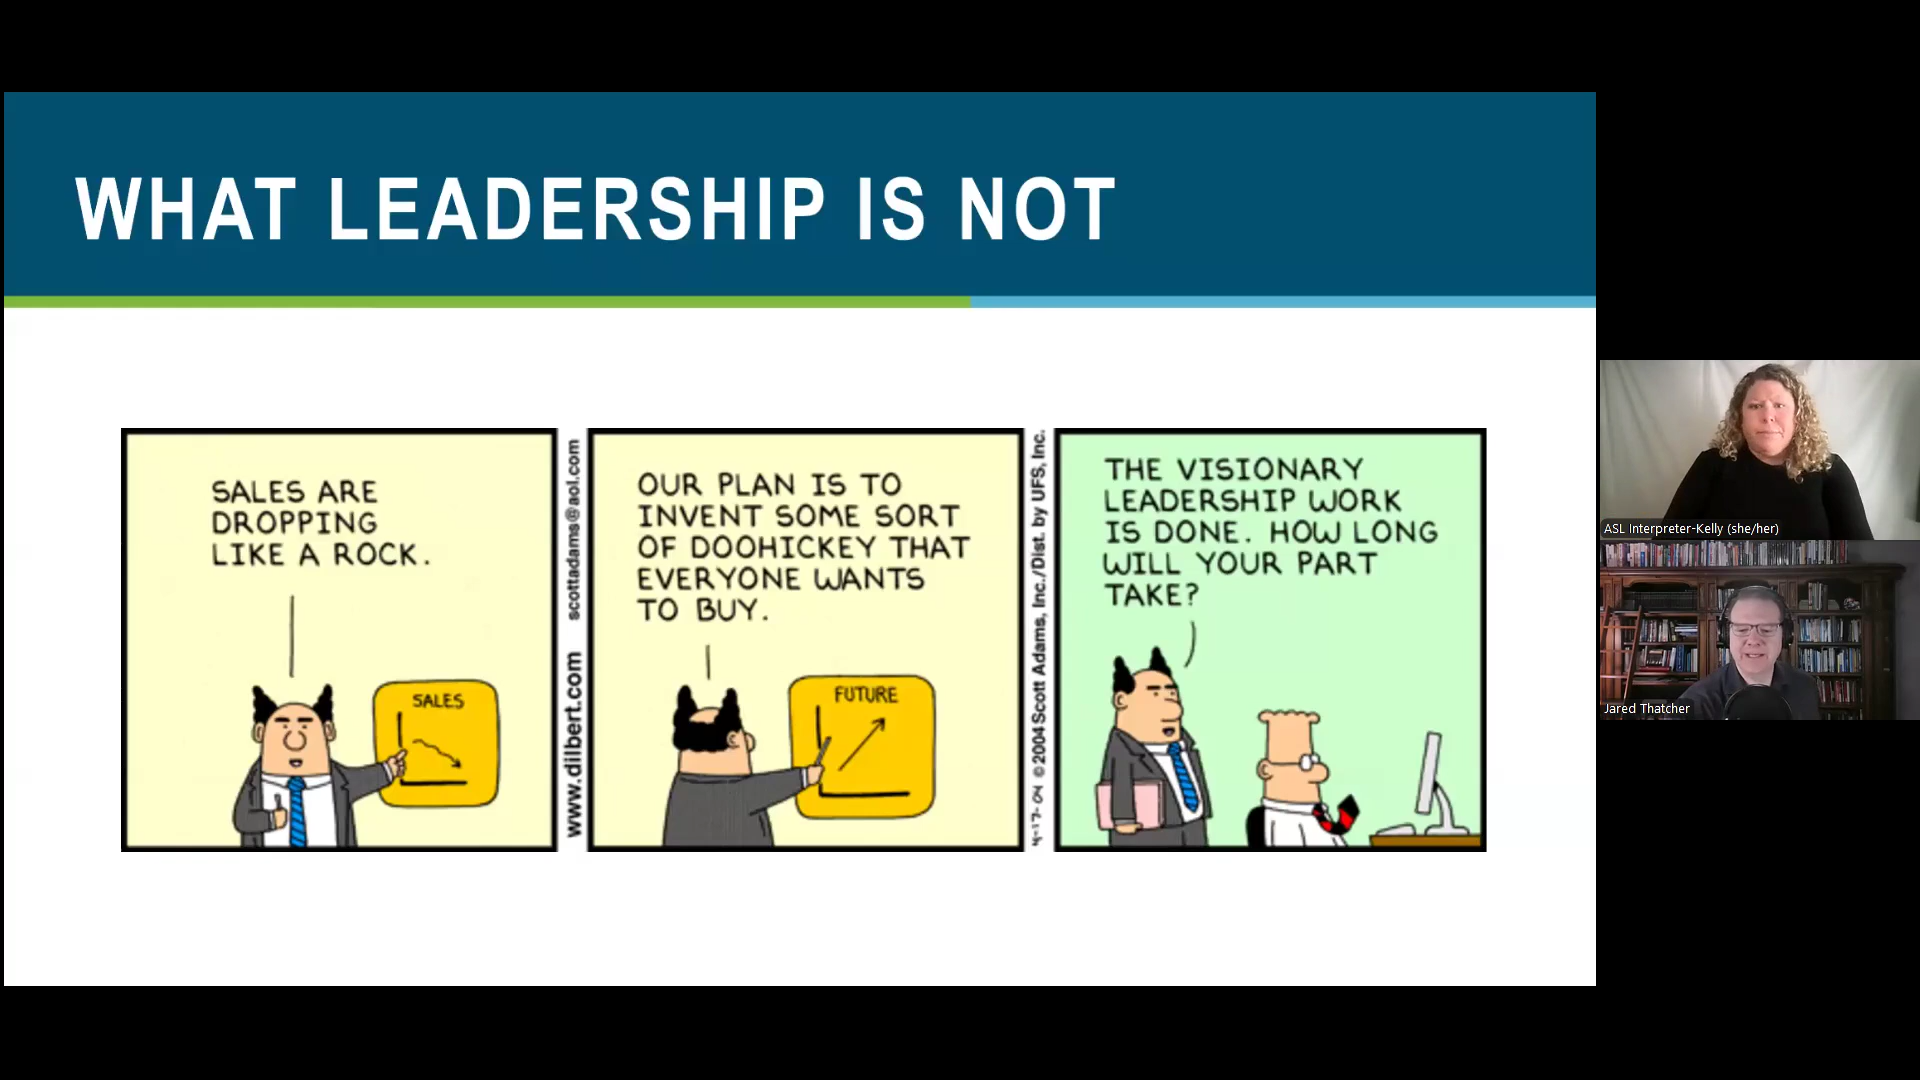 WHAT LEADERSHIP IS NOT
SALES ARE
DROPPING
LIKE A ROCK.
SALES
www.dilbert.com scottadams@aol.com
OUR PLAN IS TO
INVENT SOME SORT
OF DOOHICKEY THAT
EVERYONE WANTS
TO BUY.
FUTURE
4-17-04 ©2004 Scott Adams, Inc./Dist. by UFS, Inc.
THE VISIONARY
LEADERSHIP WORK
IS DONE. HOW LONG
WILL YOUR PART
TAKE?
ASL Interpreter-Kelly (she/her)
Jared Thatcher